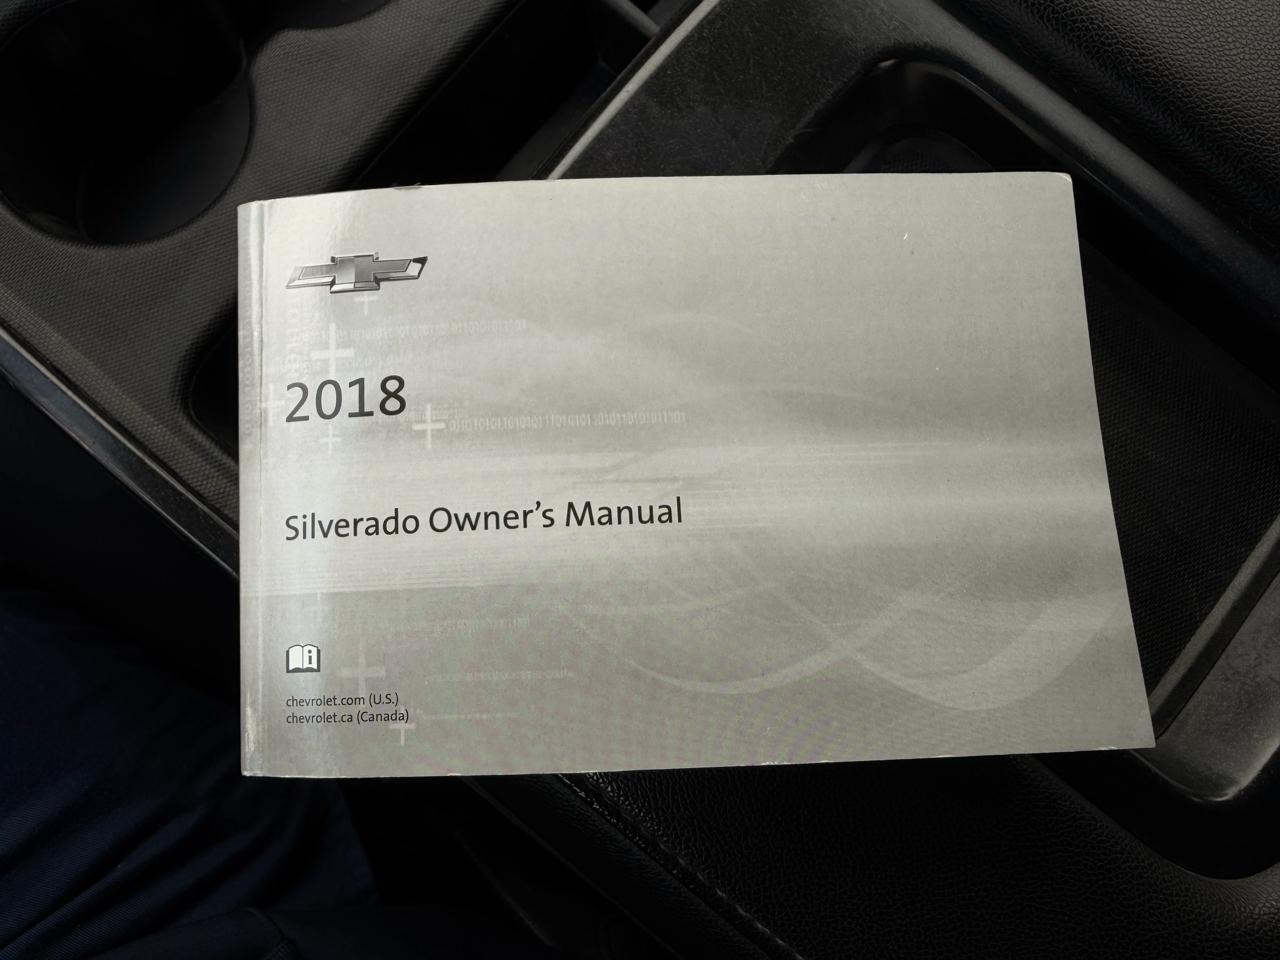 2018
Silverado Owner's Manual
chevrolet.com (U.S.)
chevrolet.ca (Canada)